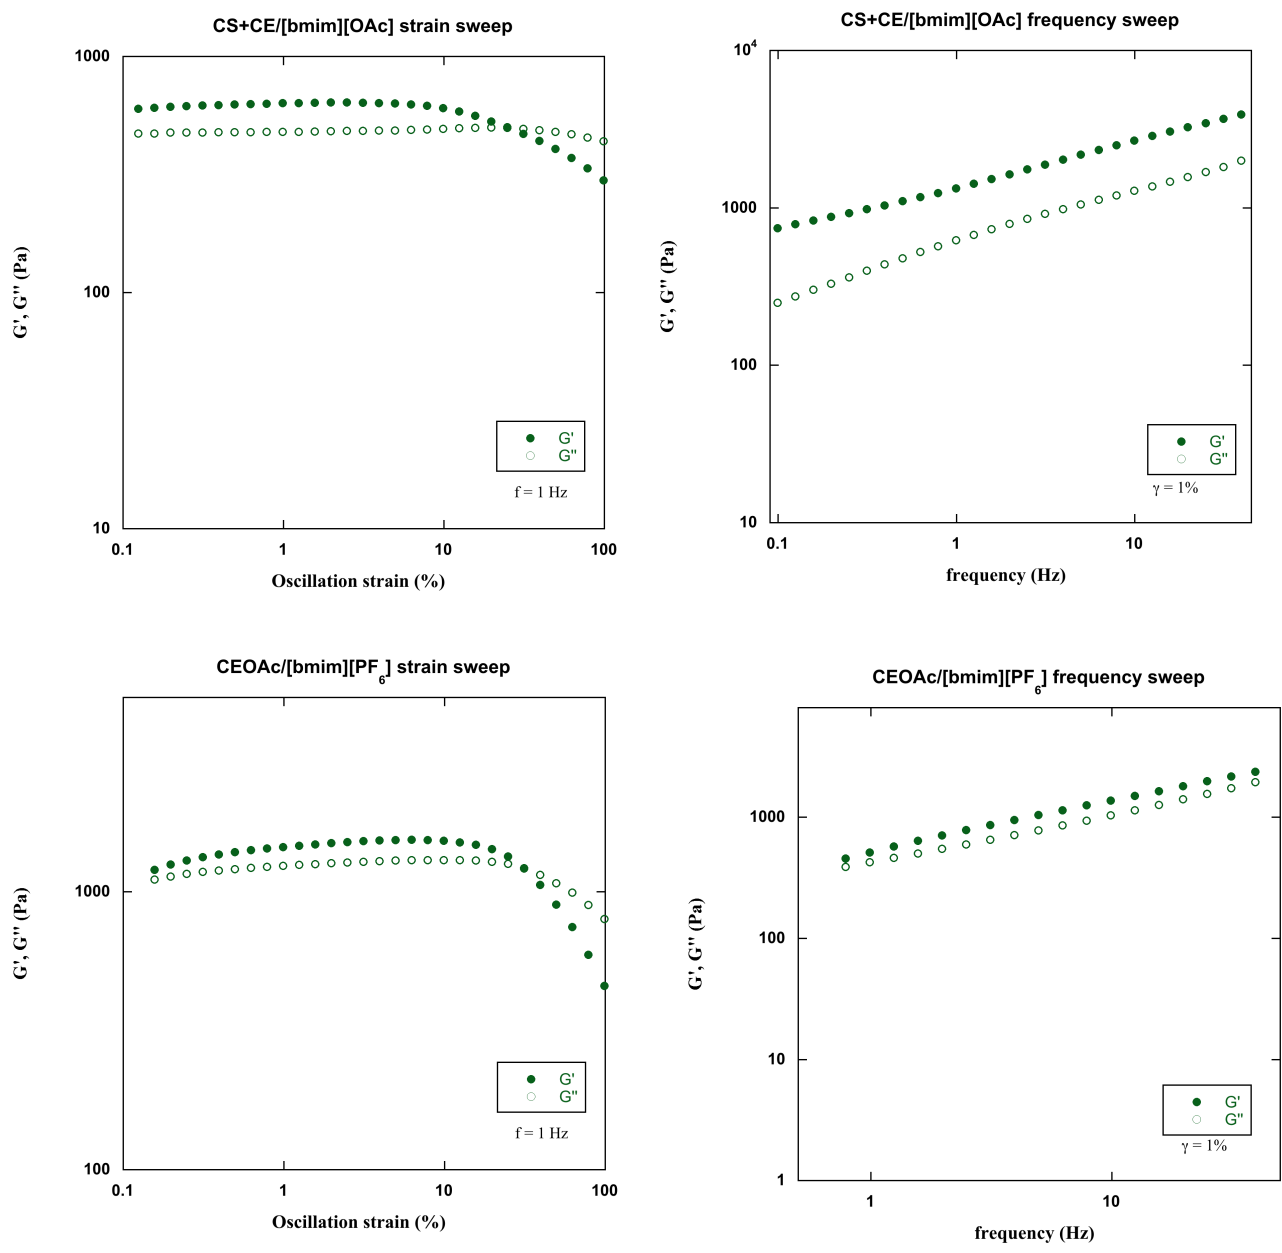 CS+CE/[bmim][OAc] strain sweep
1000
100
10
G', G'' (Pa)
G'
G''
f = 1 Hz
0.1 1 10 100
Oscillation strain (%)
CS+CE/[bmim][OAc] frequency sweep
10⁴
1000
100
10
G', G'' (Pa)
G'
G''
γ = 1%
0.1 1 10
frequency (Hz)
CEOAc/[bmim][PF₆] strain sweep
1000
100
G', G'' (Pa)
G'
G''
f = 1 Hz
0.1 1 10 100
Oscillation strain (%)
CEOAc/[bmim][PF₆] frequency sweep
1000
100
10
1
G', G'' (Pa)
G'
G''
γ = 1%
1 10
frequency (Hz)